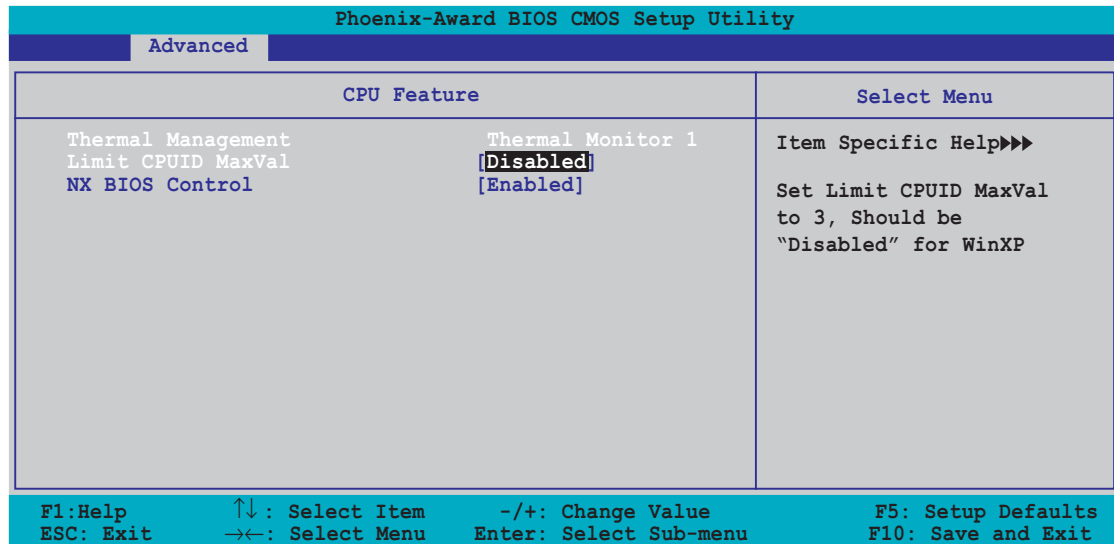 Phoenix-Award BIOS CMOS Setup Utility
Advanced
CPU Feature
Select Menu
Thermal Management Thermal Monitor 1
Limit CPUID MaxVal [Disabled]
NX BIOS Control [Enabled]
Item Specific Help▶▶▶
Set Limit CPUID MaxVal
to 3, Should be
“Disabled” for WinXP
F1:Help ↑↓: Select Item -/+: Change Value F5: Setup Defaults
ESC: Exit →←: Select Menu Enter: Select Sub-menu F10: Save and Exit